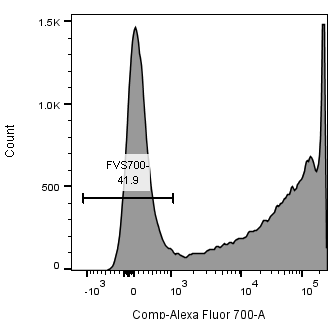 1.5K
1.0K
500
0
Count
FVS700-
41.9
-10³ 0 10³ 10⁴ 10⁵
Comp-Alexa Fluor 700-A